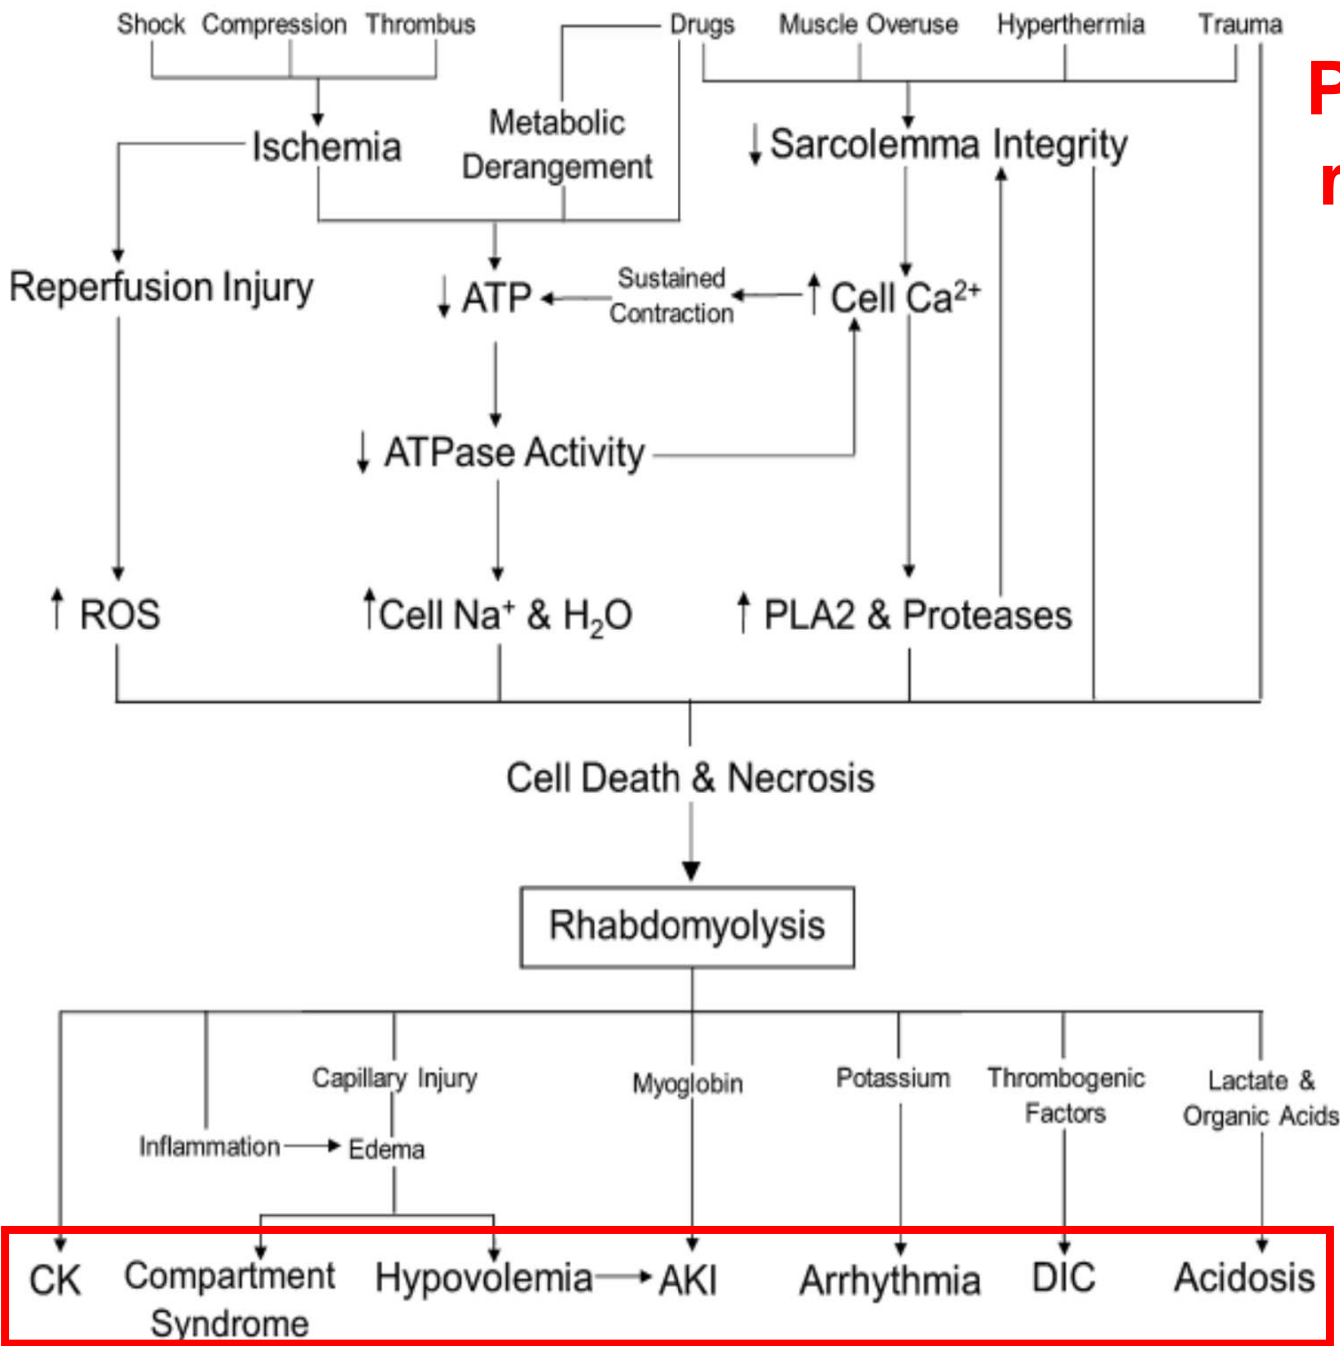 Shock Compression Thrombus Drugs Muscle Overuse Hyperthermia Trauma
P
r
Metabolic
Derangement
Ischemia
↓ Sarcolemma Integrity
Reperfusion Injury
↓ ATP
Sustained
Contraction
↑ Cell Ca²⁺
↓ ATPase Activity
↑ ROS
↑ Cell Na⁺ & H₂O
↑ PLA2 & Proteases
Cell Death & Necrosis
Rhabdomyolysis
Capillary Injury
Myoglobin
Potassium
Thrombogenic
Factors
Lactate &
Organic Acids
Inflammation
Edema
CK
Compartment
Syndrome
Hypovolemia
AKI
Arrhythmia
DIC
Acidosis